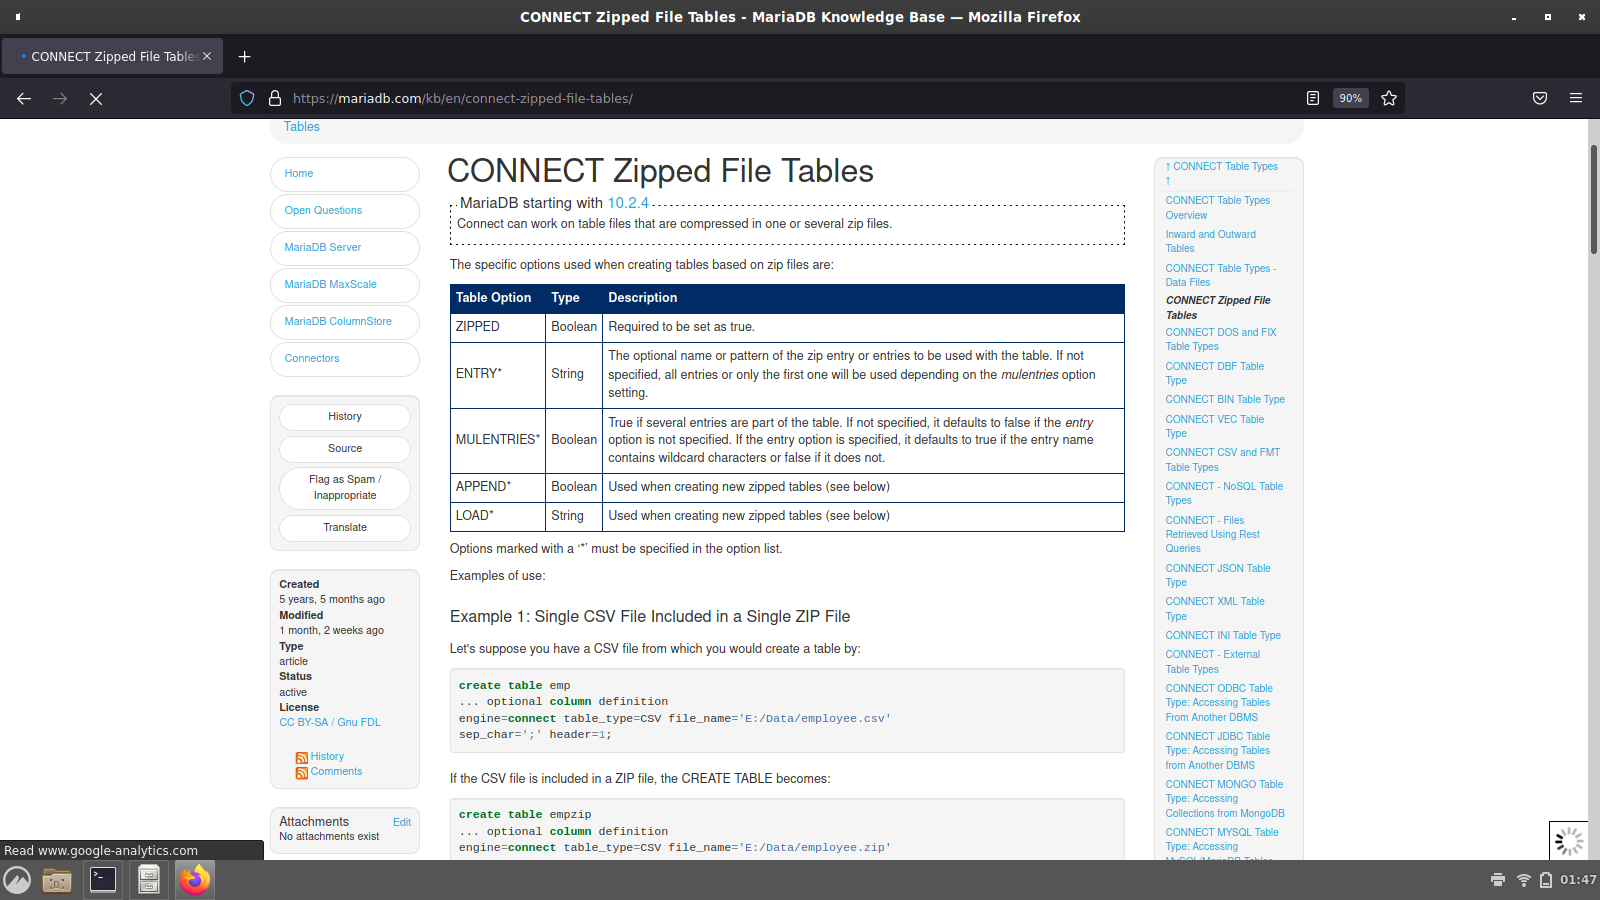 CONNECT Zipped File Tables - MariaDB Knowledge Base — Mozilla Firefox
CONNECT Zipped File Tables
https://mariadb.com/kb/en/connect-zipped-file-tables/
90%
Tables
Home
Open Questions
MariaDB Server
MariaDB MaxScale
MariaDB ColumnStore
Connectors
History
Source
Flag as Spam /
Inappropriate
Translate
Created
5 years, 5 months ago
Modified
1 month, 2 weeks ago
Type
article
Status
active
License
CC BY-SA / Gnu FDL
History
Comments
Attachments
Edit
No attachments exist
CONNECT Zipped File Tables
MariaDB starting with 10.2.4
Connect can work on table files that are compressed in one or several zip files.
The specific options used when creating tables based on zip files are:
Table Option Type Description
ZIPPED Boolean Required to be set as true.
ENTRY* String The optional name or pattern of the zip entry or entries to be used with the table. If not
specified, all entries or only the first one will be used depending on the mulentries option
setting.
MULENTRIES* Boolean True if several entries are part of the table. If not specified, it defaults to false if the entry
option is not specified. If the entry option is specified, it defaults to true if the entry name
contains wildcard characters or false if it does not.
APPEND* Boolean Used when creating new zipped tables (see below)
LOAD* String Used when creating new zipped tables (see below)
Options marked with a ‘*’ must be specified in the option list.
Examples of use:
Example 1: Single CSV File Included in a Single ZIP File
Let's suppose you have a CSV file from which you would create a table by:
create table emp
... optional column definition
engine=connect table_type=CSV file_name='E:/Data/employee.csv'
sep_char=';' header=1;
If the CSV file is included in a ZIP file, the CREATE TABLE becomes:
create table empzip
... optional column definition
engine=connect table_type=CSV file_name='E:/Data/employee.zip'
↑ CONNECT Table Types
↑
CONNECT Table Types
Overview
Inward and Outward
Tables
CONNECT Table Types -
Data Files
CONNECT Zipped File
Tables
CONNECT DOS and FIX
Table Types
CONNECT DBF Table
Type
CONNECT BIN Table Type
CONNECT VEC Table
Type
CONNECT CSV and FMT
Table Types
CONNECT - NoSQL Table
Types
CONNECT - Files
Retrieved Using Rest
Queries
CONNECT JSON Table
Type
CONNECT XML Table
Type
CONNECT INI Table Type
CONNECT - External
Table Types
CONNECT ODBC Table
Type: Accessing Tables
From Another DBMS
CONNECT JDBC Table
Type: Accessing Tables
from Another DBMS
CONNECT MONGO Table
Type: Accessing
Collections from MongoDB
CONNECT MYSQL Table
Type: Accessing
MySQL/MariaDB Tables
Read www.google-analytics.com
01:47